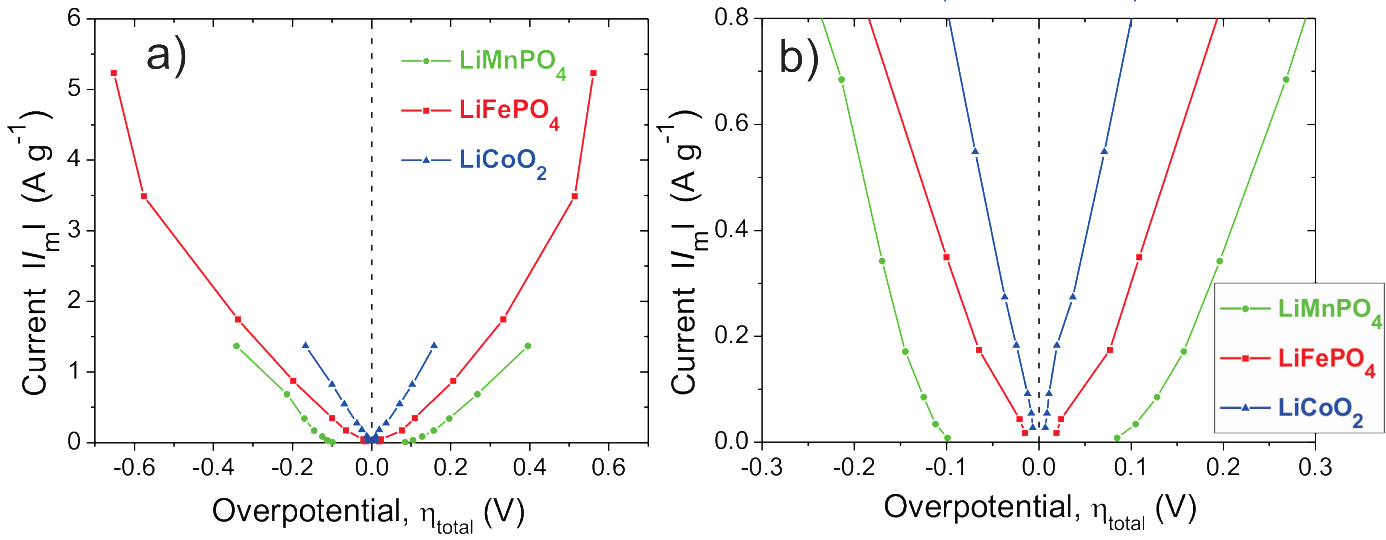 a)
LiMnPO4
LiFePO4
LiCoO2
Current |Im| (A g-1)
6
5
4
3
2
1
0
-0.6 -0.4 -0.2 0.0 0.2 0.4 0.6
Overpotential, ηtotal (V)
b)
Current |Im| (A g-1)
0.8
0.6
0.4
0.2
0.0
-0.3 -0.2 -0.1 0.0 0.1 0.2 0.3
Overpotential, ηtotal (V)
LiMnPO4
LiFePO4
LiCoO2